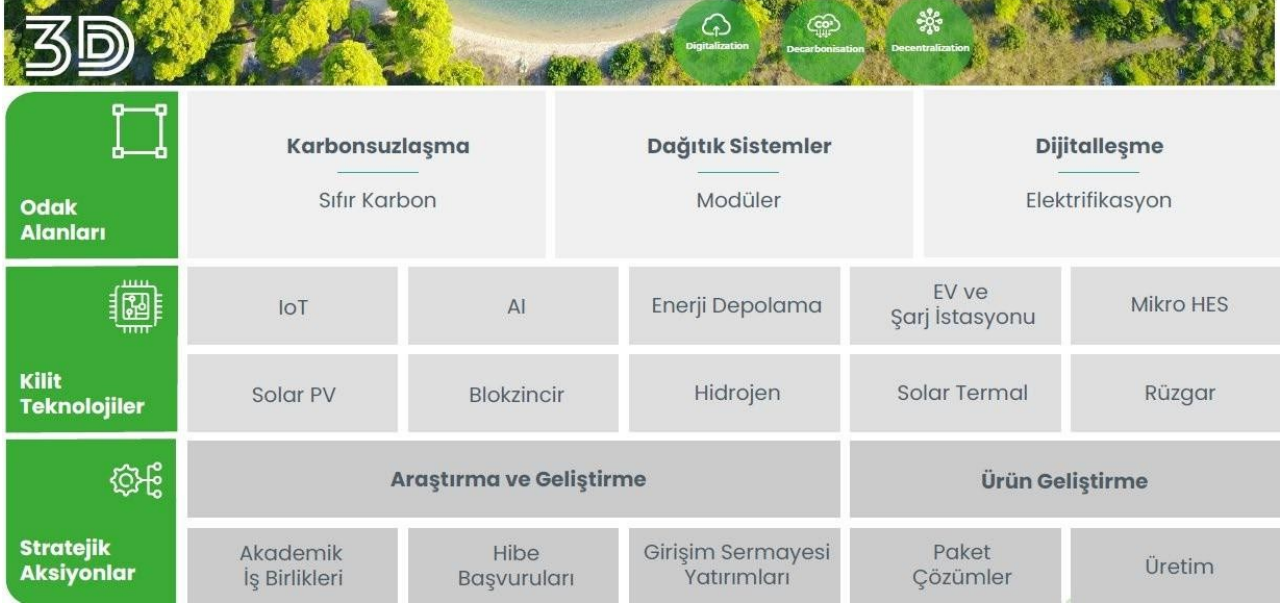 3D
Digitalization
CO²
Decarbonisation
Decentralization
Odak
Alanları
Karbonsuzlaşma
Sıfır Karbon
Dağıtık Sistemler
Modüler
Dijitalleşme
Elektrifikasyon
Kilit
Teknolojiler
IoT
AI
Enerji Depolama
EV ve
Şarj İstasyonu
Mikro HES
Solar PV
Blokzincir
Hidrojen
Solar Termal
Rüzgar
Stratejik
Aksiyonlar
Araştırma ve Geliştirme
Ürün Geliştirme
Akademik
İş Birlikleri
Hibe
Başvuruları
Girişim Sermayesi
Yatırımları
Paket
Çözümler
Üretim